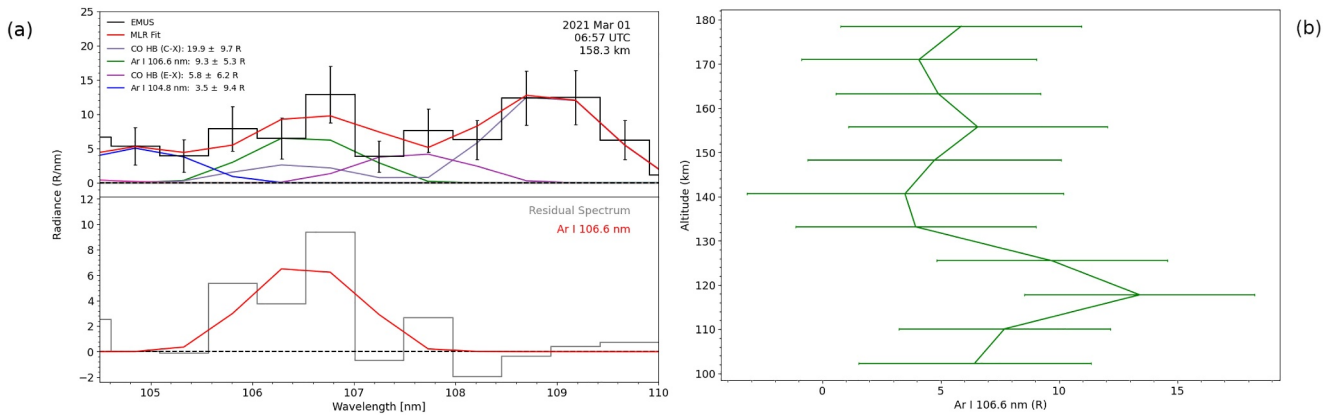 (a)
25
20
15
10
5
0
EMUS
MLR Fit
CO HB (C-X): 19.9 ± 9.7 R
Ar I 106.6 nm: 9.3 ± 5.3 R
CO HB (E-X): 5.8 ± 6.2 R
Ar I 104.8 nm: 3.5 ± 9.4 R
2021 Mar 01
06:57 UTC
158.3 km
Radiance (R/nm)
12
10
8
6
4
2
0
−2
Residual Spectrum
Ar I 106.6 nm
105 106 107 108 109 110
Wavelength [nm]
(b)
180
170
160
150
140
130
120
110
100
Altitude (km)
0 5 10 15
Ar I 106.6 nm (R)